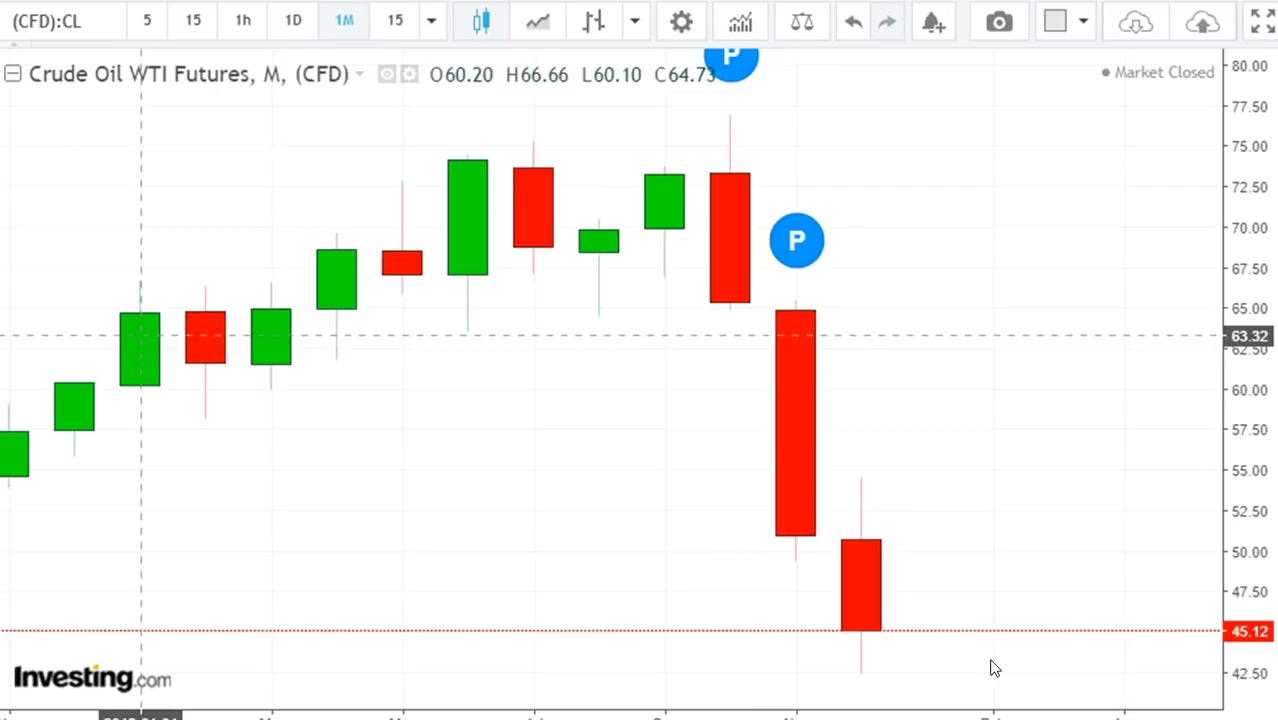 (CFD):CL 5 15 1h 1D 1M 15
Crude Oil WTI Futures, M, (CFD) O60.20 H66.66 L60.10 C64.73
P
Market Closed
80.00
77.50
75.00
72.50
70.00
P
67.50
65.00
63.32
62.50
60.00
57.50
55.00
52.50
50.00
47.50
45.12
42.50
Investing.com